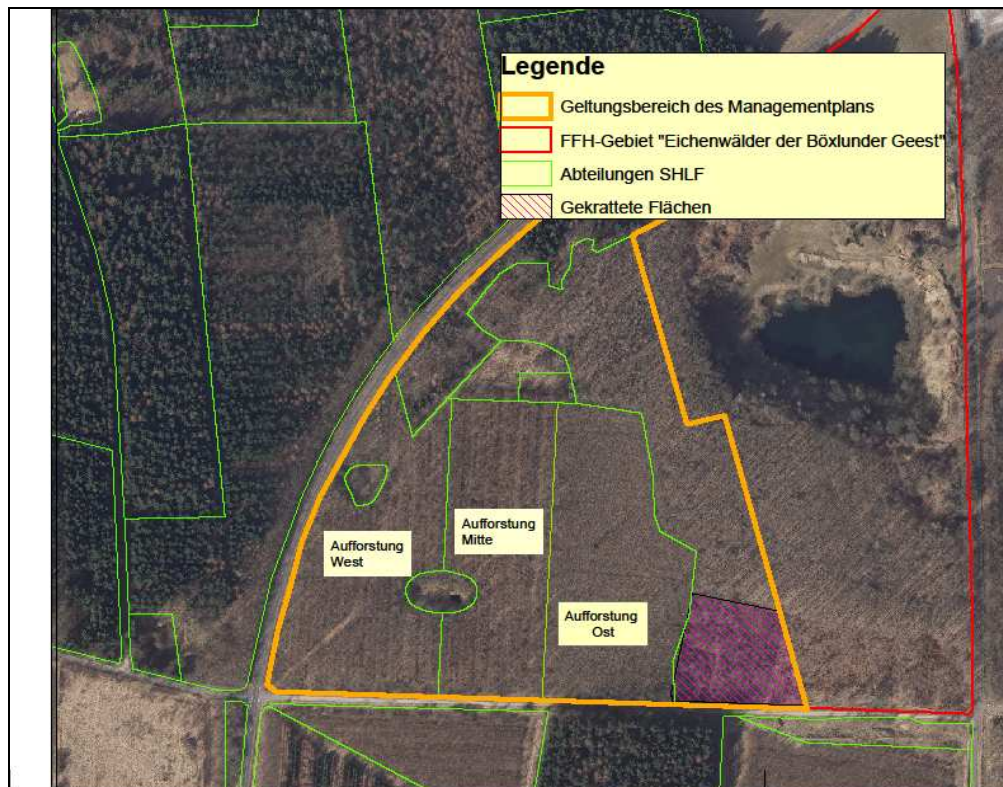 Legende
Geltungsbereich des Managementplans
FFH-Gebiet "Eichenwälder der Böxlunder Geest"
Abteilungen SHLF
Gekrattete Flächen
Aufforstung
West
Aufforstung
Mitte
Aufforstung
Ost